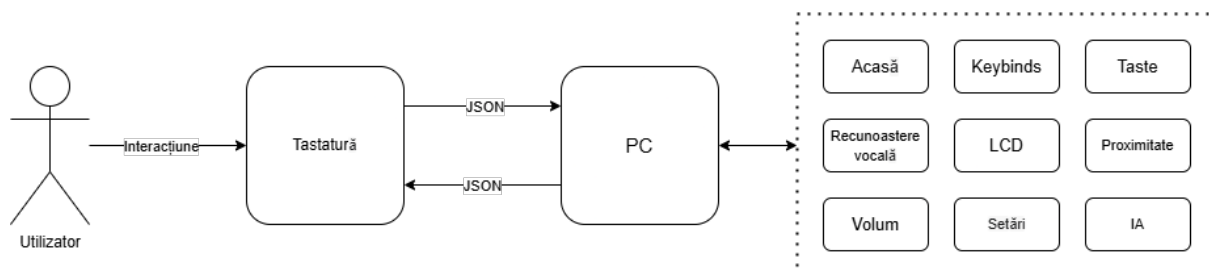 Utilizator
Interacțiune
Tastatură
JSON
JSON
PC
Acasă
Keybinds
Taste
Recunoastere
vocală
LCD
Proximitate
Volum
Setări
IA